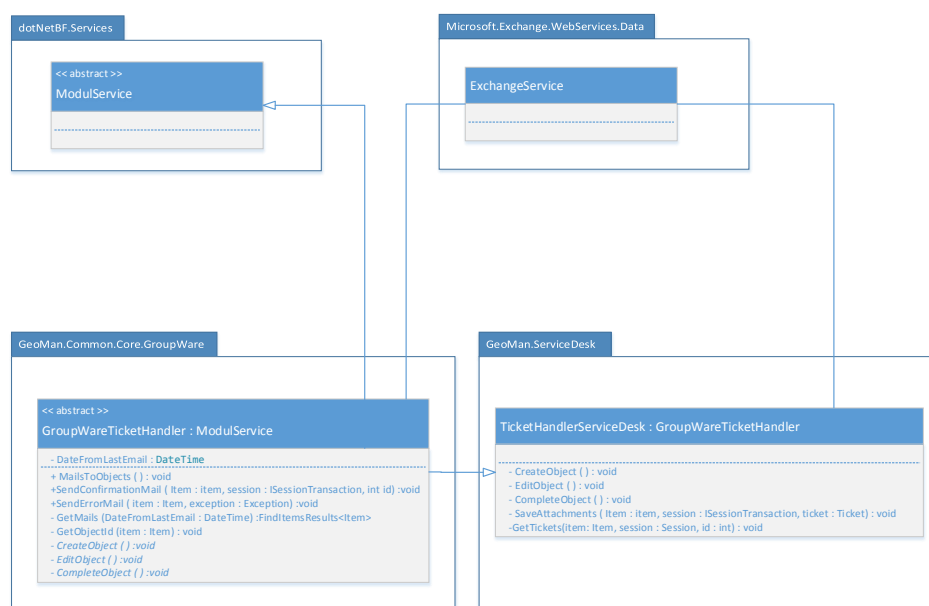 dotNetBF.Services
<< abstract >>
ModulService
Microsoft.Exchange.WebServices.Data
ExchangeService
GeoMan.Common.Core.GroupWare
<< abstract >>
GroupWareTicketHandler : ModulService
- DateFromLastEmail : DateTime
+ MailsToObjects ( ) : void
+SendConfirmationMail ( Item : item, session : ISessionTransaction, int id) :void
+SendErrorMail ( item : Item, exception : Exception) :void
- GetMails (DateFromLastEmail : DateTime) :FindItemsResults<Item>
- GetObjectId (item : Item) : void
- CreateObject ( ) :void
- EditObject ( ) :void
- CompleteObject ( ) :void
GeoMan.ServiceDesk
TicketHandlerServiceDesk : GroupWareTicketHandler
- CreateObject ( ) : void
- EditObject ( ) : void
- CompleteObject ( ) : void
- SaveAttachments ( Item : item, session : ISessionTransaction, ticket : Ticket) : void
-GetTickets(item: Item, session : Session, id : int) : void